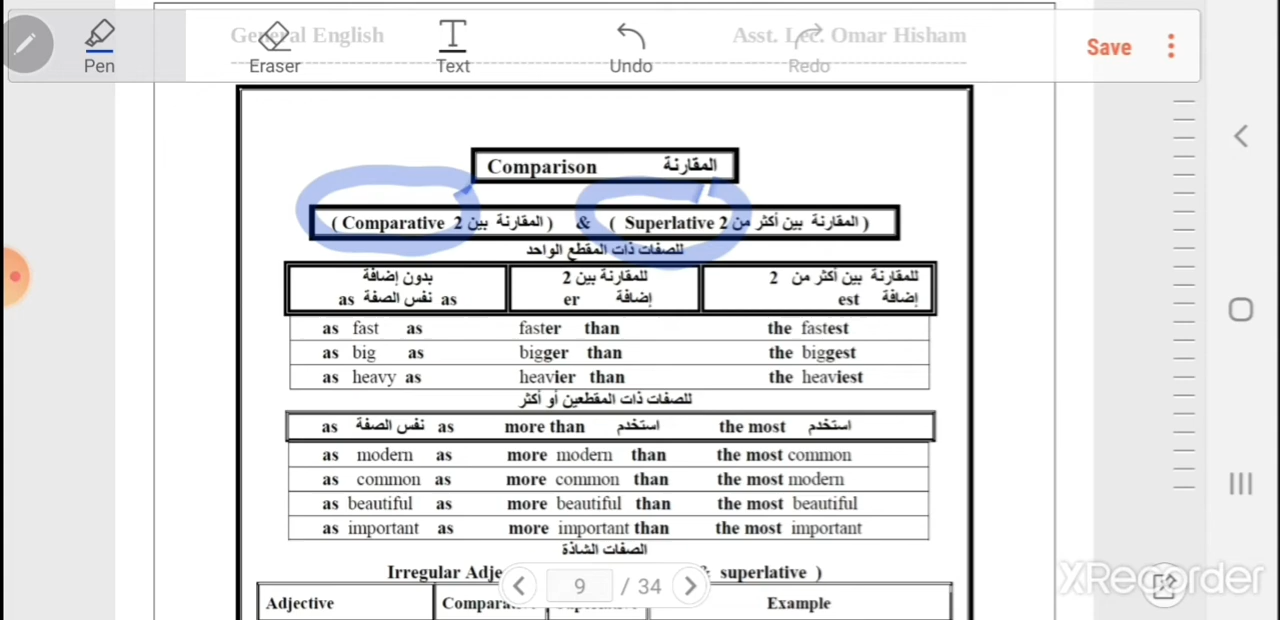 General English Asst. Lec. Omar Hisham
Pen Eraser Text Undo Redo Save
Comparison المقارنة
( Comparative المقارنة بين 2 ) & ( Superlative المقارنة بين أكثر من 2 )
للصفات ذات المقطع الواحد
بدون إضافة للمقارنة بين 2 للمقارنة بين أكثر من 2
as نفس الصفة as er إضافة est إضافة
as fast as faster than the fastest
as big as bigger than the biggest
as heavy as heavier than the heaviest
للصفات ذات المقطعين أو أكثر
as نفس الصفة as more than استخدم the most استخدم
as modern as more modern than the most common
as common as more common than the most modern
as beautiful as more beautiful than the most beautiful
as important as more important than the most important
الصفات الشاذة
Irregular superlative )
9 / 34
XRecorder
Adjective Example